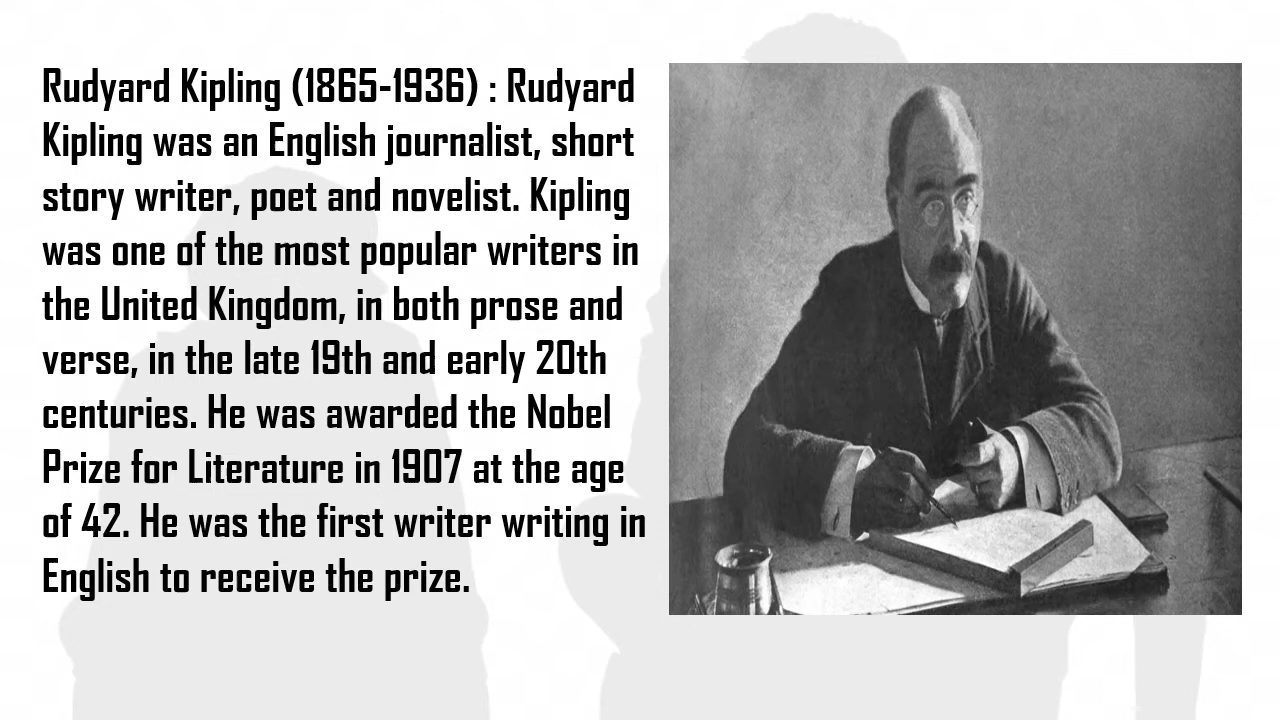 Rudyard Kipling (1865-1936) : Rudyard
Kipling was an English journalist, short
story writer, poet and novelist. Kipling
was one of the most popular writers in
the United Kingdom, in both prose and
verse, in the late 19th and early 20th
centuries. He was awarded the Nobel
Prize for Literature in 1907 at the age
of 42. He was the first writer writing in
English to receive the prize.